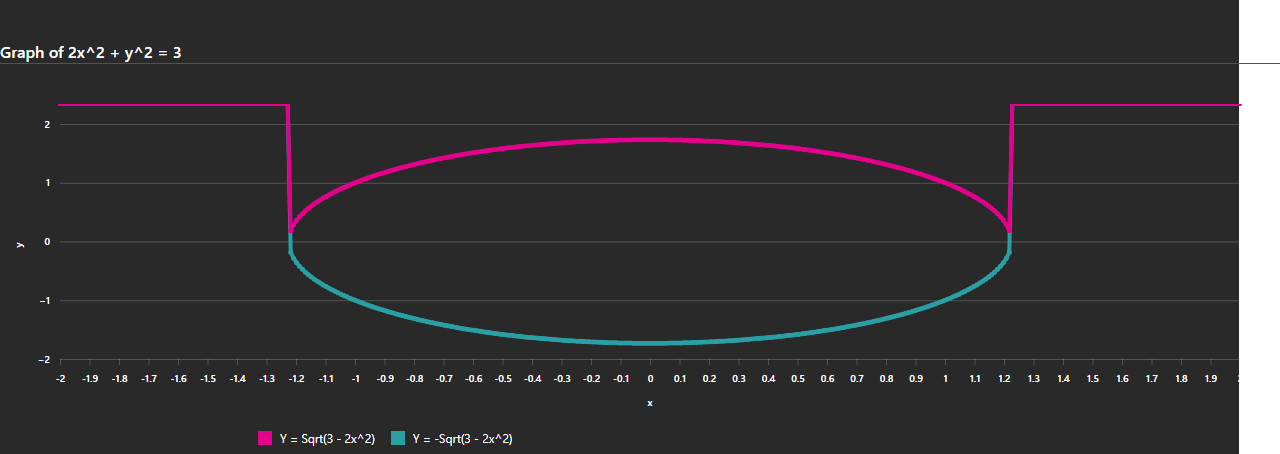 Graph of 2x^2 + y^2 = 3
2
1
0
-1
-2
y
-2 -1.9 -1.8 -1.7 -1.6 -1.5 -1.4 -1.3 -1.2 -1.1 -1 -0.9 -0.8 -0.7 -0.6 -0.5 -0.4 -0.3 -0.2 -0.1 0 0.1 0.2 0.3 0.4 0.5 0.6 0.7 0.8 0.9 1 1.1 1.2 1.3 1.4 1.5 1.6 1.7 1.8 1.9
x
Y = Sqrt(3 - 2x^2) Y = -Sqrt(3 - 2x^2)